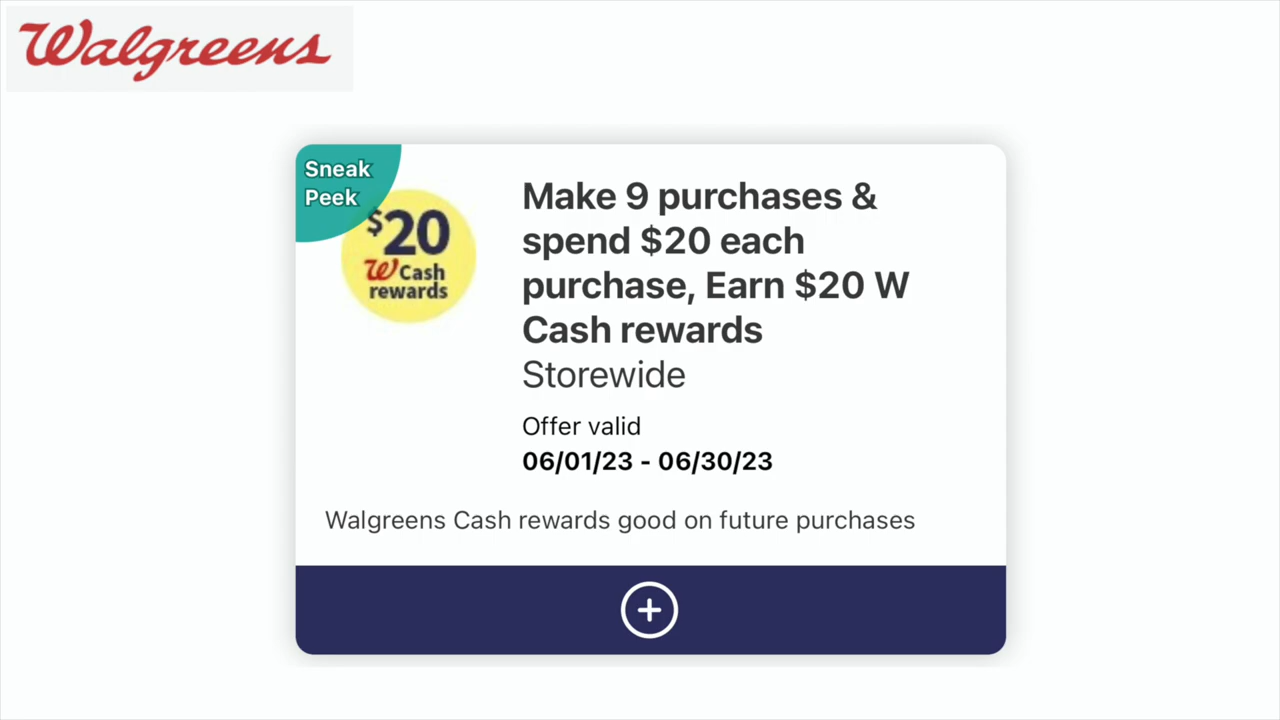 Walgreens
Sneak
Peek
$20
W Cash
rewards
Make 9 purchases &
spend $20 each
purchase, Earn $20 W
Cash rewards
Storewide
Offer valid
06/01/23 - 06/30/23
Walgreens Cash rewards good on future purchases